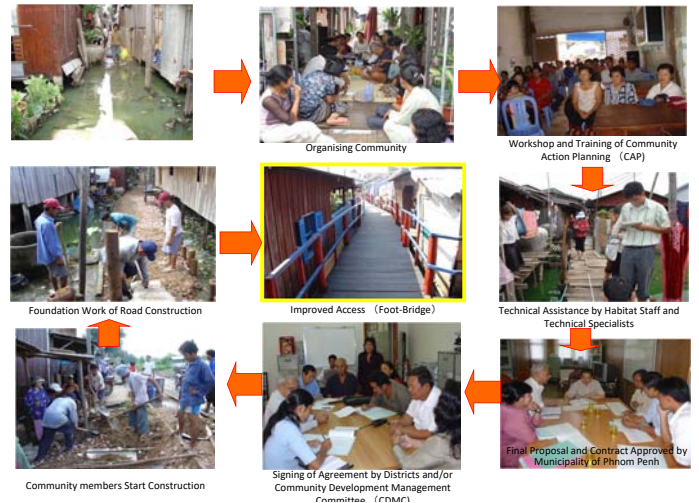 Organising Community
Workshop and Training of Community
Action Planning （CAP)
Foundation Work of Road Construction
Improved Access （Foot-Bridge）
Technical Assistance by Habitat Staff and
Technical Specialists
Community members Start Construction
Signing of Agreement by Districts and/or
Community Development Management
Committee （CDMC)
Final Proposal and Contract Approved by
Municipality of Phnom Penh